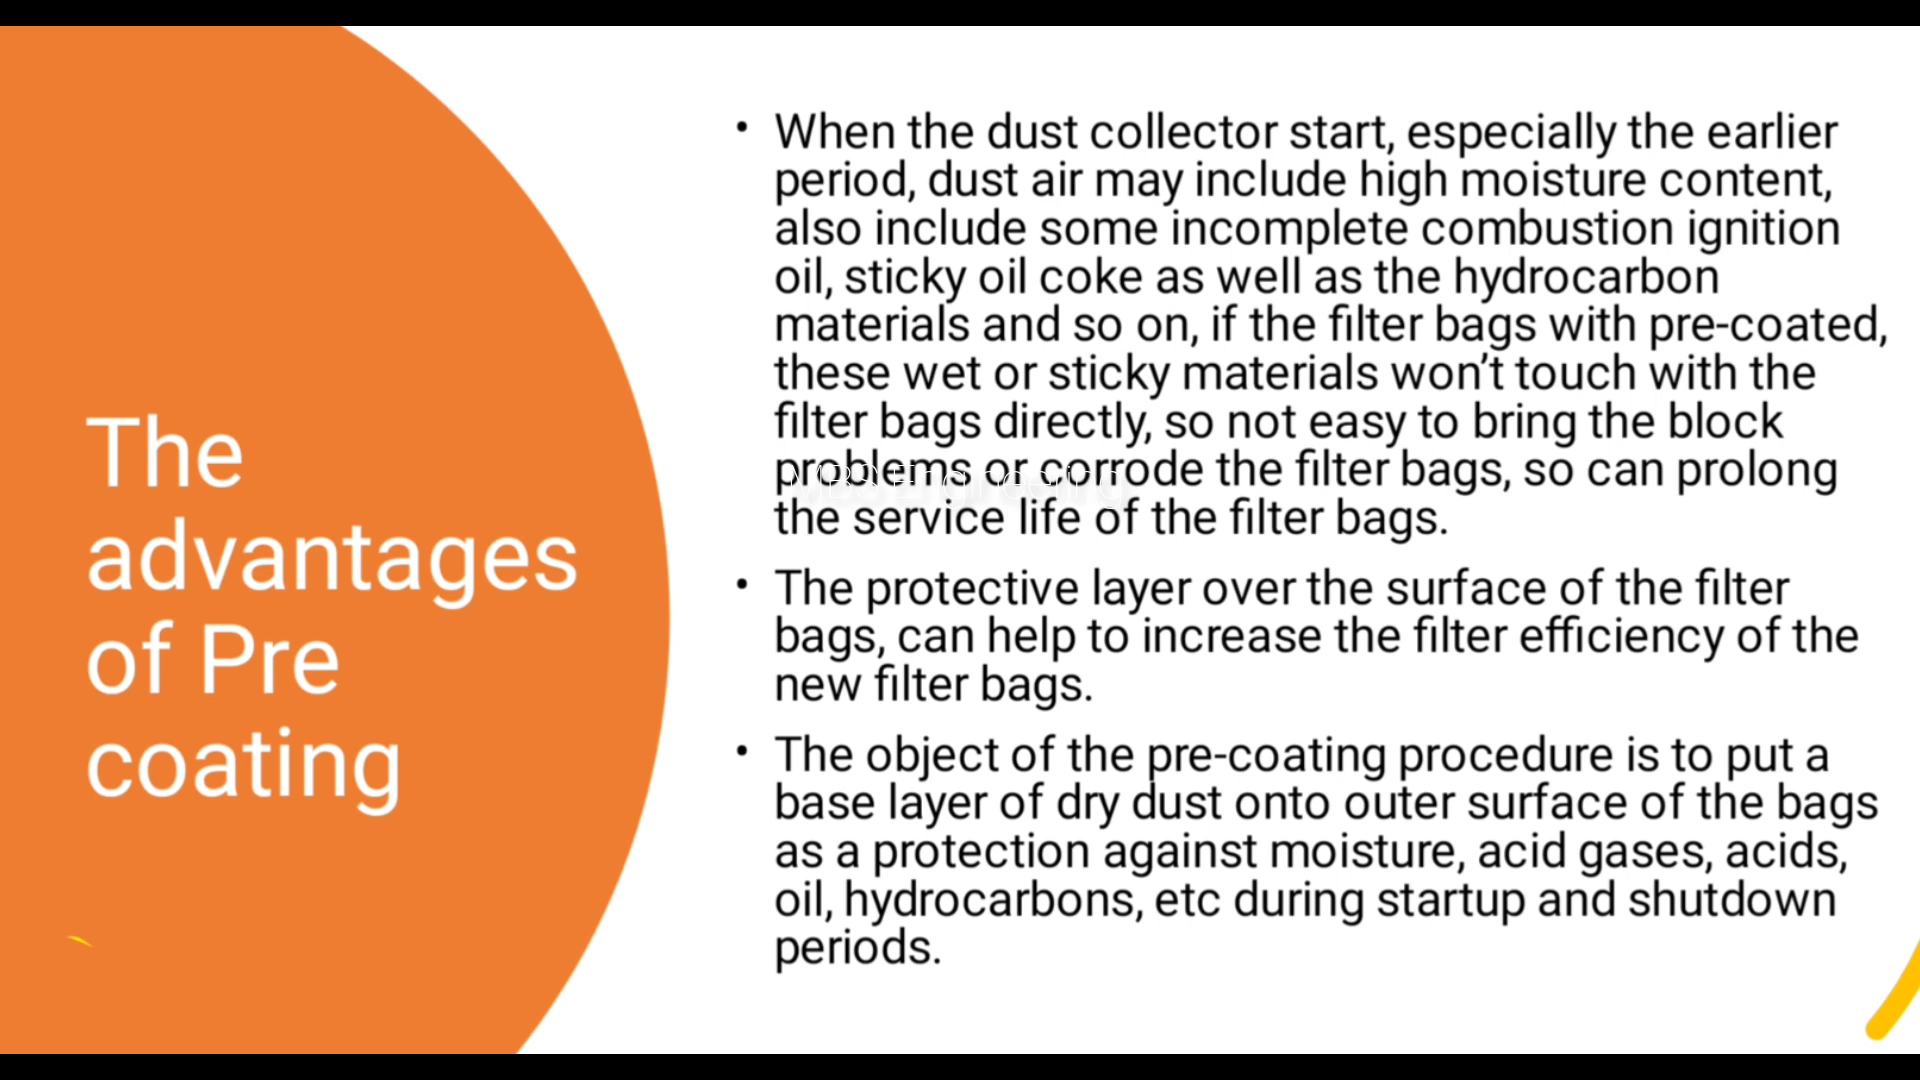 The
advantages
of Pre
coating
• When the dust collector start, especially the earlier
period, dust air may include high moisture content,
also include some incomplete combustion ignition
oil, sticky oil coke as well as the hydrocarbon
materials and so on, if the filter bags with pre-coated,
these wet or sticky materials won’t touch with the
filter bags directly, so not easy to bring the block
problems or corrode the filter bags, so can prolong
the service life of the filter bags.
• The protective layer over the surface of the filter
bags, can help to increase the filter efficiency of the
new filter bags.
• The object of the pre-coating procedure is to put a
base layer of dry dust onto outer surface of the bags
as a protection against moisture, acid gases, acids,
oil, hydrocarbons, etc during startup and shutdown
periods.
MBS Engineering